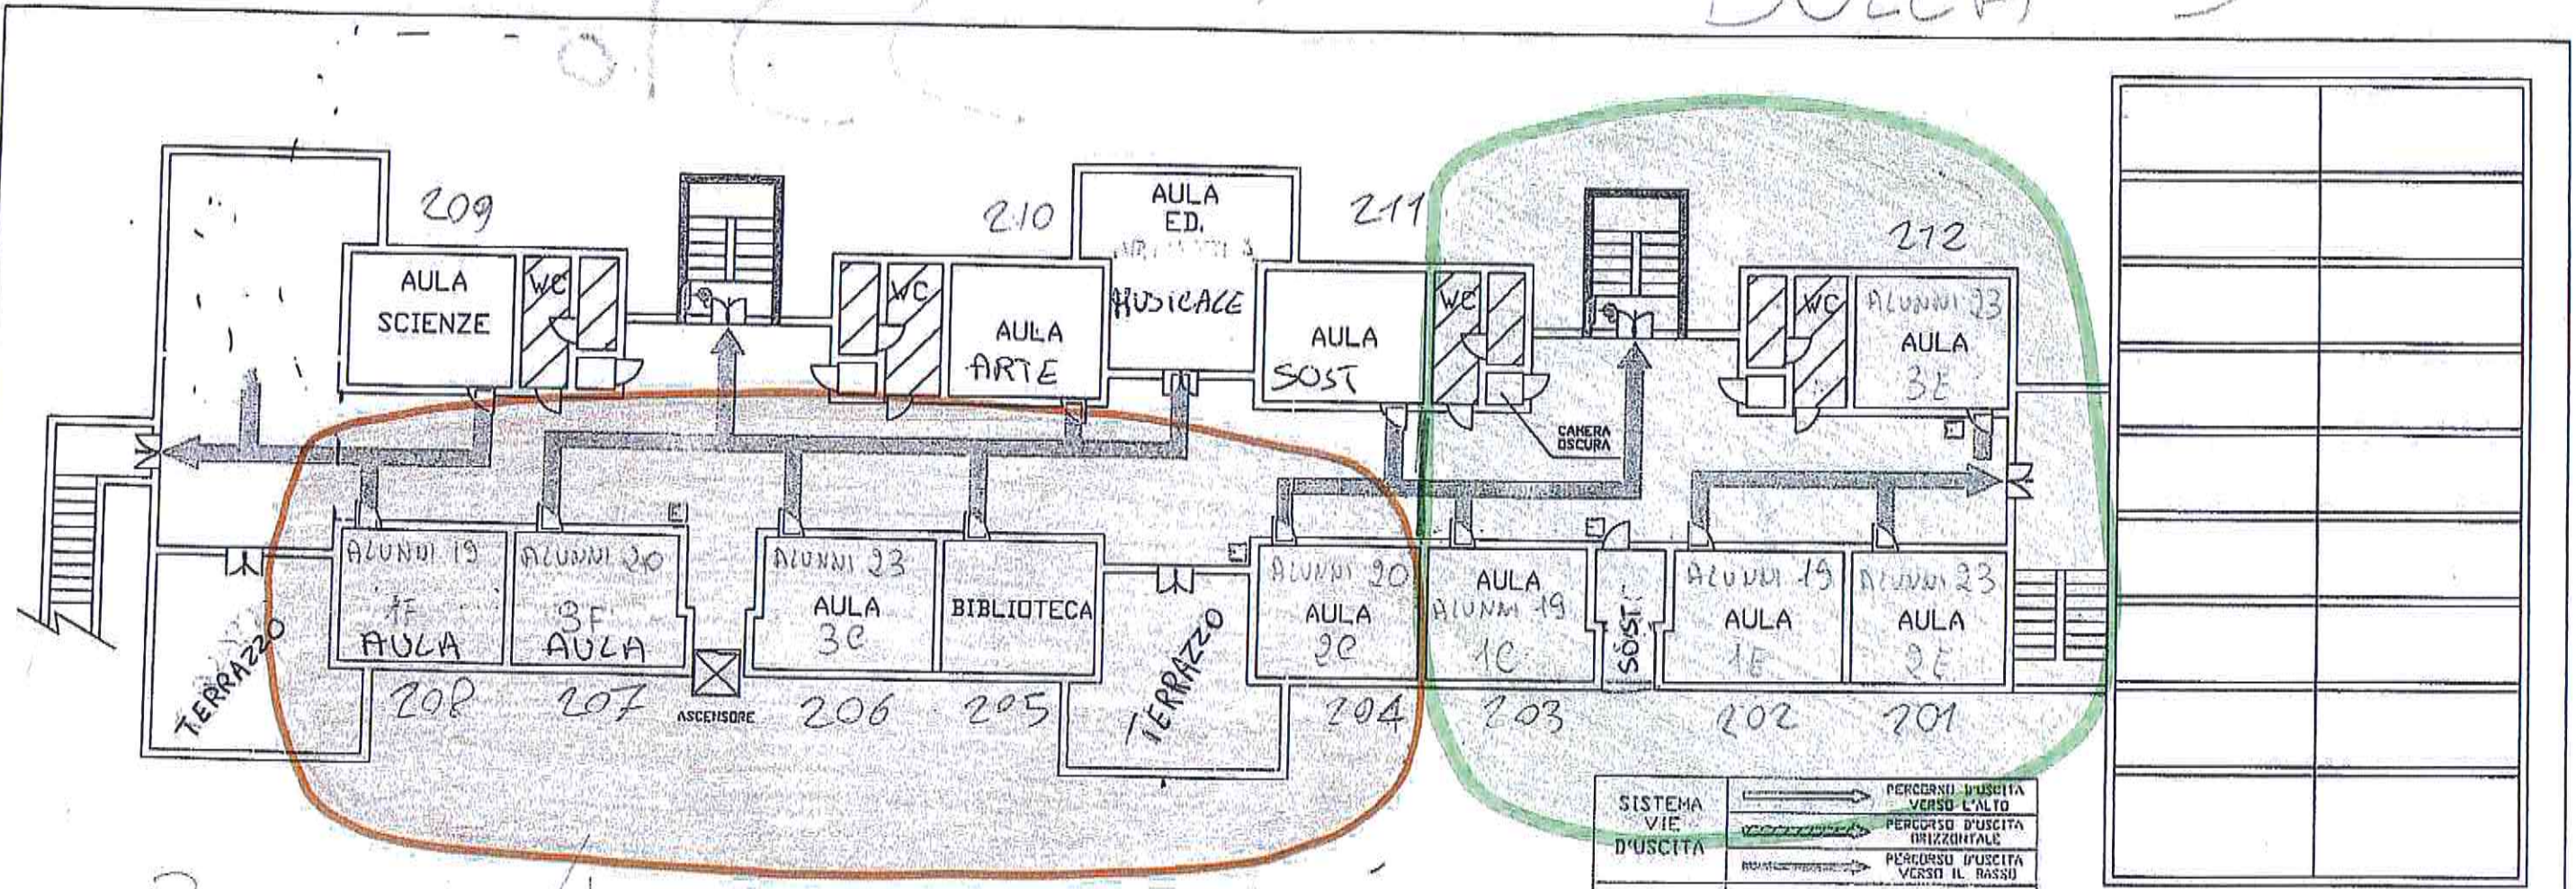 209
210
AULA
ED.
MUSICALE
211
212
AULA
SCIENZE
WC
WC
AULA
ARTE
AULA
SOST
WC
WC
ALUNNI 23
AULA
3E
CAMERA
OSCURA
ALUNNI 19
1F
AULA
ALUNNI 20
3F
AULA
ALUNNI 23
AULA
3C
BIBLIOTECA
ALUNNI 20
AULA
2C
AULA
ALUNNI 19
1C
SOST
ALUNNI 19
AULA
1E
ALUNNI 23
AULA
2E
TERRAZZO
TERRAZZO
208
207
ASCENSORE
206
205
204
203
202
201
SISTEMA
VIE
D'USCITA
PERCORSO D'USCITA
VERSO L'ALTO
PERCORSO D'USCITA
ORIZZONTALE
PERCORSO D'USCITA
VERSO IL BASSO